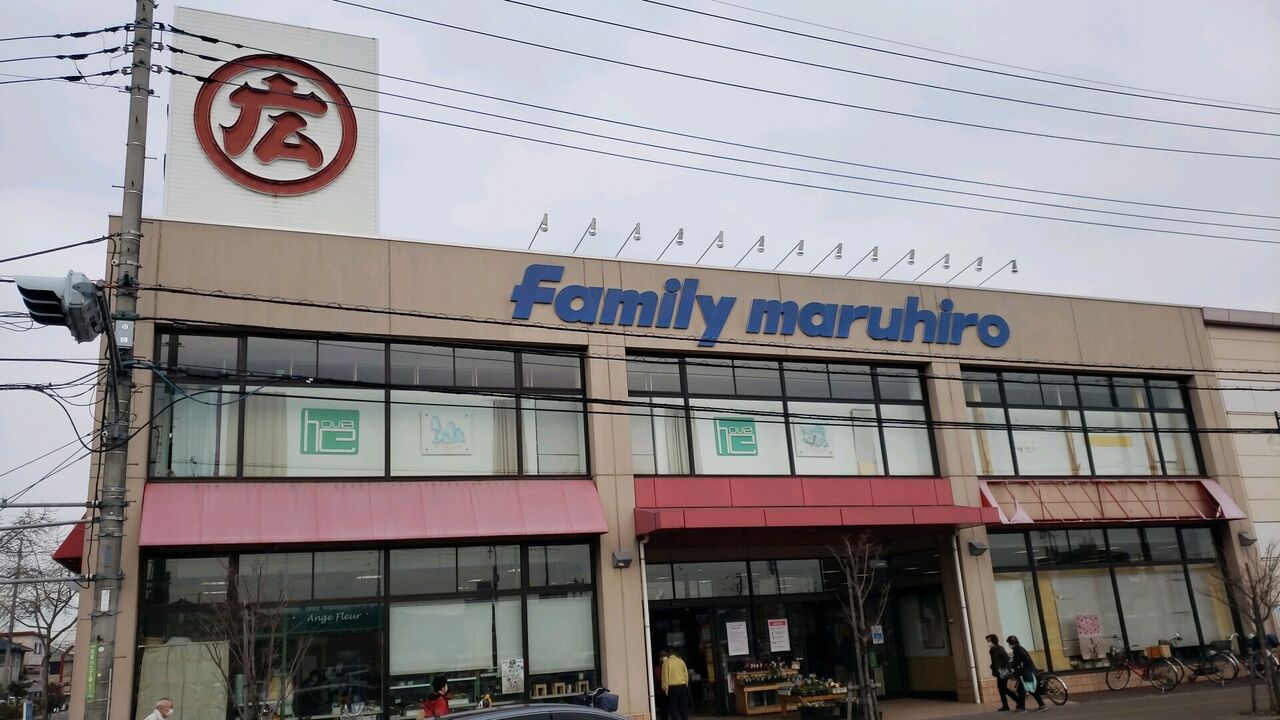 広
family maruhiro
Ange Fleur